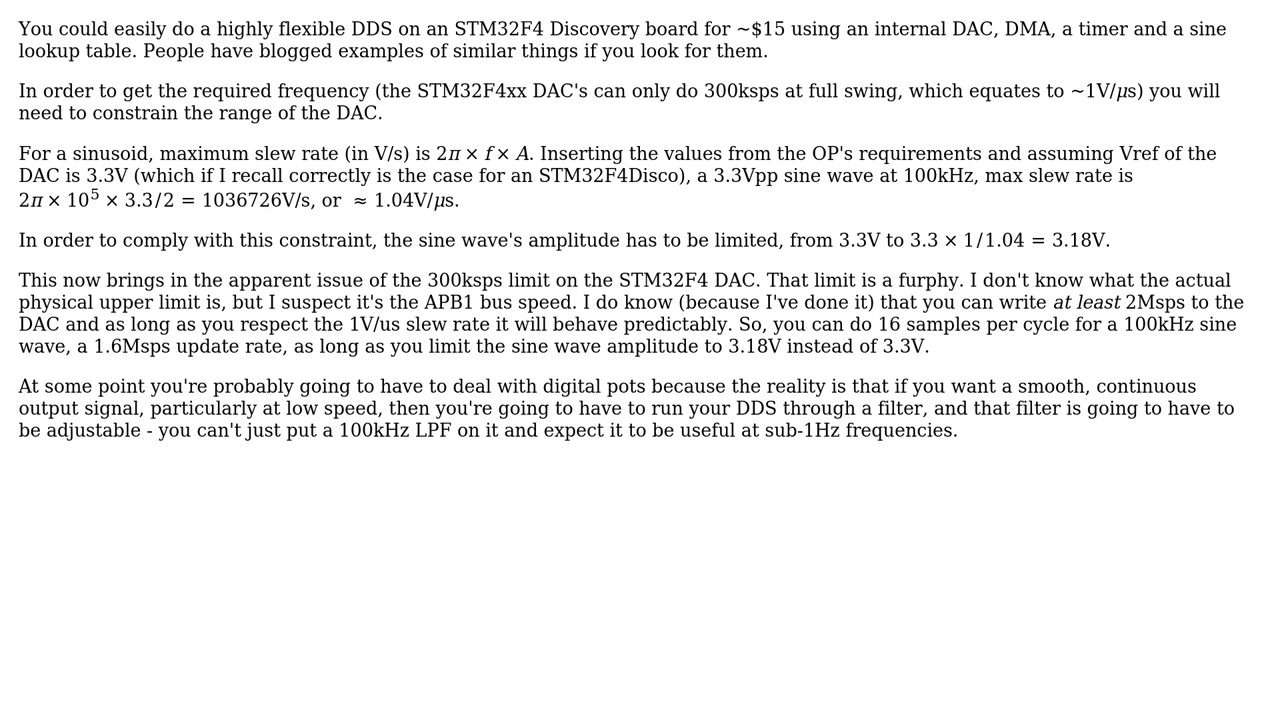 You could easily do a highly flexible DDS on an STM32F4 Discovery board for ~$15 using an internal DAC, DMA, a timer and a sine
lookup table. People have blogged examples of similar things if you look for them.
In order to get the required frequency (the STM32F4xx DAC's can only do 300ksps at full swing, which equates to ~1V/μs) you will
need to constrain the range of the DAC.
For a sinusoid, maximum slew rate (in V/s) is 2π × f × A. Inserting the values from the OP's requirements and assuming Vref of the
DAC is 3.3V (which if I recall correctly is the case for an STM32F4Disco), a 3.3Vpp sine wave at 100kHz, max slew rate is
2π × 10⁵ × 3.3/2 = 1036726V/s, or ≈ 1.04V/μs.
In order to comply with this constraint, the sine wave's amplitude has to be limited, from 3.3V to 3.3 × 1/1.04 = 3.18V.
This now brings in the apparent issue of the 300ksps limit on the STM32F4 DAC. That limit is a furphy. I don't know what the actual
physical upper limit is, but I suspect it's the APB1 bus speed. I do know (because I've done it) that you can write at least 2Msps to the
DAC and as long as you respect the 1V/us slew rate it will behave predictably. So, you can do 16 samples per cycle for a 100kHz sine
wave, a 1.6Msps update rate, as long as you limit the sine wave amplitude to 3.18V instead of 3.3V.
At some point you're probably going to have to deal with digital pots because the reality is that if you want a smooth, continuous
output signal, particularly at low speed, then you're going to have to run your DDS through a filter, and that filter is going to have to
be adjustable - you can't just put a 100kHz LPF on it and expect it to be useful at sub-1Hz frequencies.